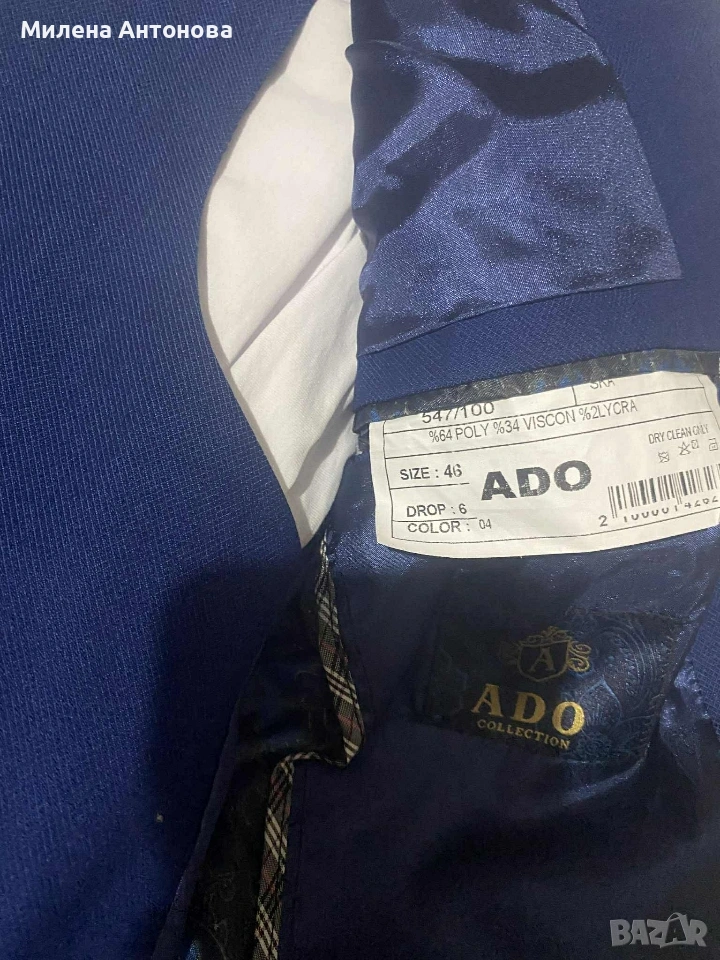 Милена Антонова
547/100
%64 POLY %34 VISCON %2LYCRA
DRY CLEAN ONLY
SIZE : 46
ADO
DROP : 6
COLOR : 04
A
ADO
COLLECTION
BAZAR